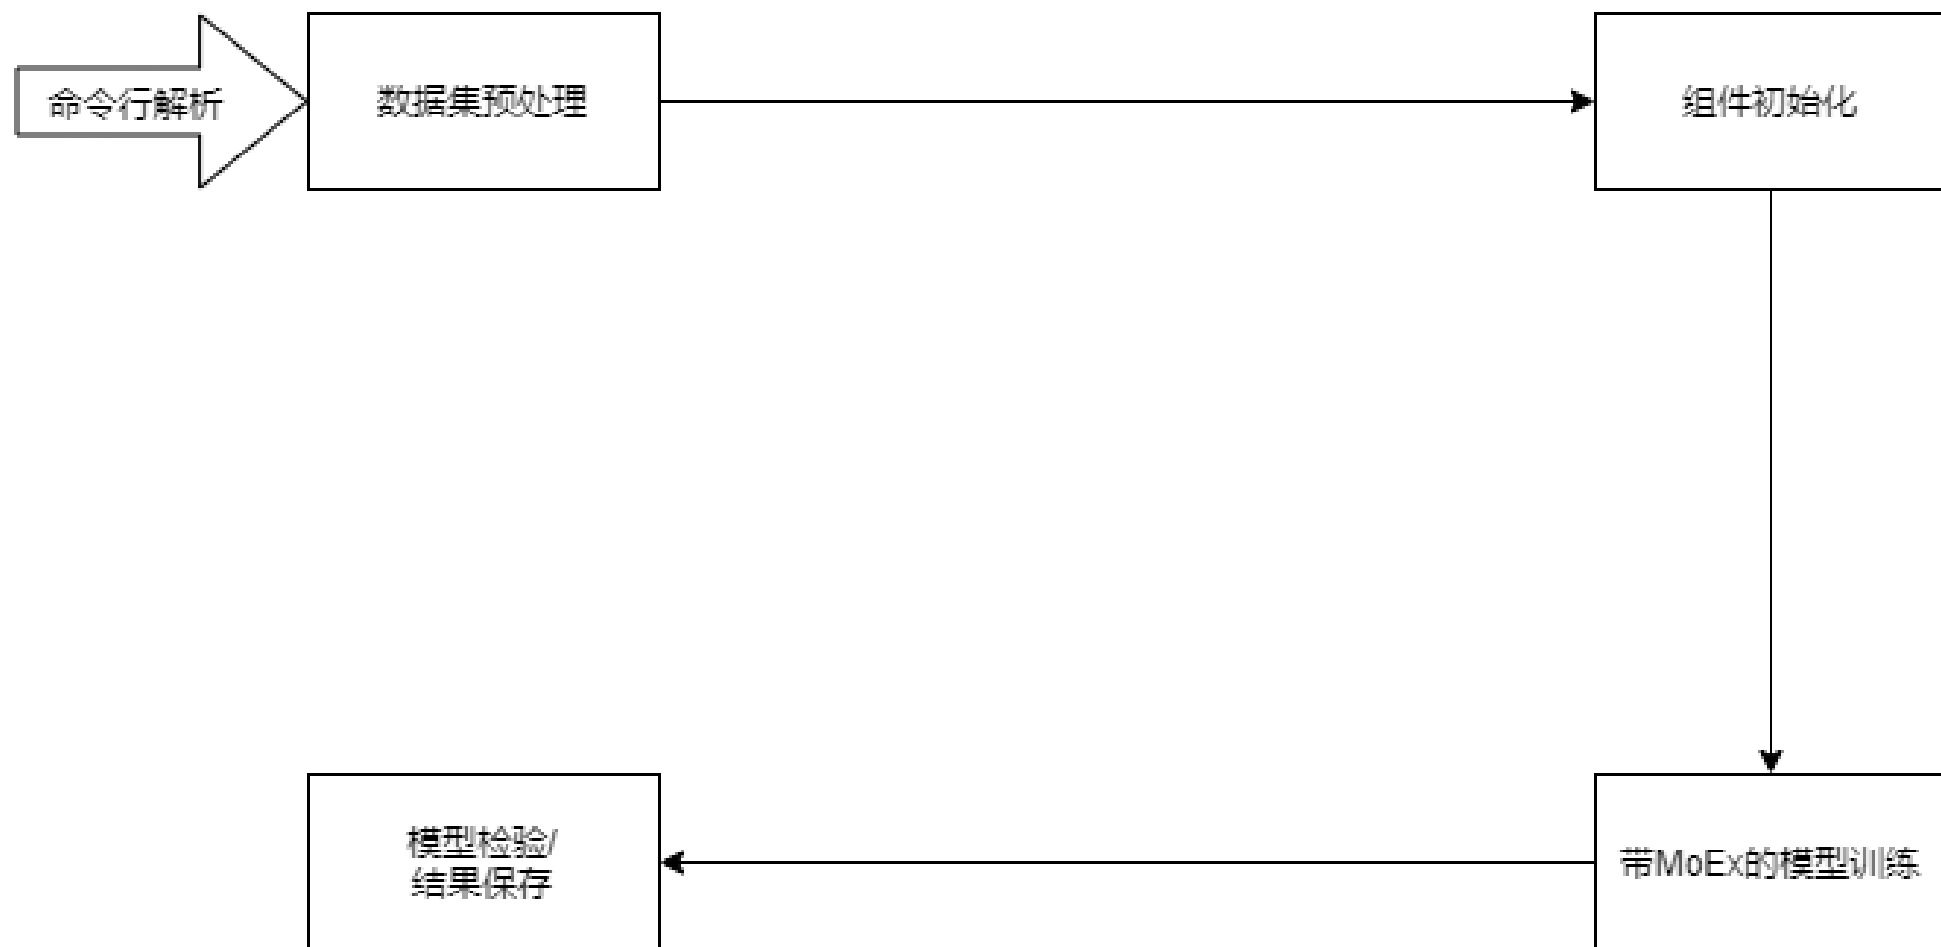 命令行解析
数据集预处理
组件初始化
带MoEx的模型训练
模型检验/
结果保存